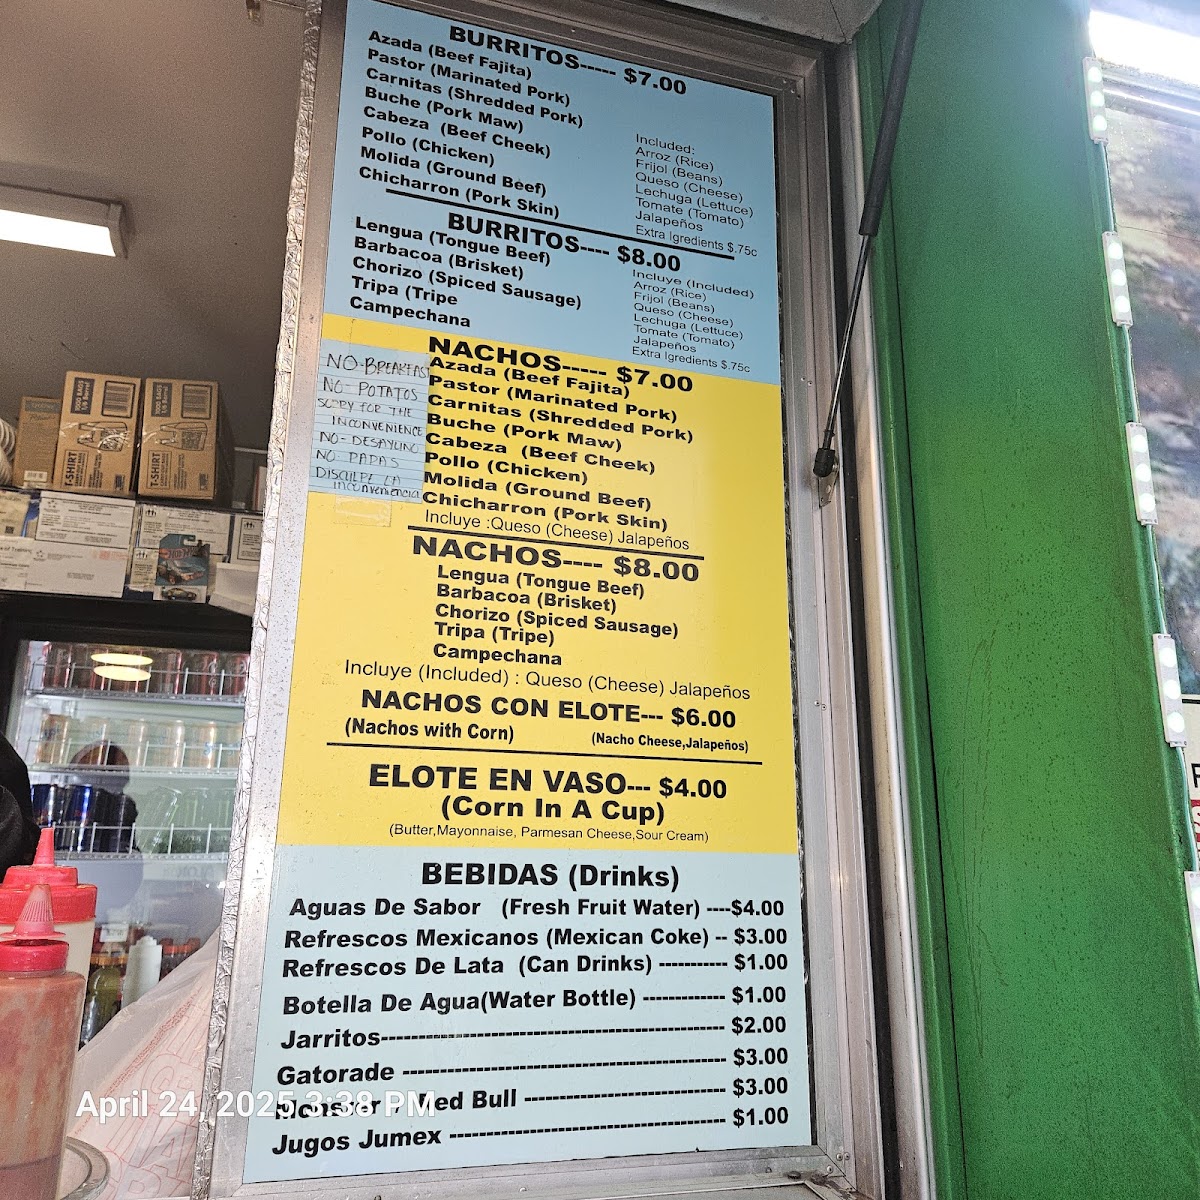 BURRITOS----- $7.00
Azada (Beef Fajita)
Pastor (Marinated Pork)
Carnitas (Shredded Pork)
Buche (Pork Maw)
Cabeza (Beef Cheek)
Pollo (Chicken)
Molida (Ground Beef)
Chicharron (Pork Skin)
Included:
Arroz (Rice)
Frijol (Beans)
Queso (Cheese)
Lechuga (Lettuce)
Tomate (Tomato)
Jalapeños
Extra Igredients $.75c
BURRITOS---- $8.00
Lengua (Tongue Beef)
Barbacoa (Brisket)
Chorizo (Spiced Sausage)
Tripa (Tripe
Campechana
Incluye (Included)
Arroz (Rice)
Frijol (Beans)
Queso (Cheese)
Lechuga (Lettuce)
Tomate (Tomato)
Jalapeños
Extra Igredients $.75c
NACHOS----- $7.00
Azada (Beef Fajita)
Pastor (Marinated Pork)
Carnitas (Shredded Pork)
Buche (Pork Maw)
Cabeza (Beef Cheek)
Pollo (Chicken)
Molida (Ground Beef)
Chicharron (Pork Skin)
Incluye :Queso (Cheese) Jalapeños
NO-BREAKFAST
NO- POTATOS
SORRY FOR THE
INCONVENIENCE
NO- DESAYUNO
NO- PAPAS
DISCULPE LA
INCONVENIENCIA
NACHOS---- $8.00
Lengua (Tongue Beef)
Barbacoa (Brisket)
Chorizo (Spiced Sausage)
Tripa (Tripe)
Campechana
Incluye (Included) : Queso (Cheese) Jalapeños
NACHOS CON ELOTE--- $6.00
(Nachos with Corn) (Nacho Cheese,Jalapeños)
ELOTE EN VASO--- $4.00
(Corn In A Cup)
(Butter,Mayonnaise, Parmesan Cheese,Sour Cream)
BEBIDAS (Drinks)
Aguas De Sabor (Fresh Fruit Water) ----$4.00
Refrescos Mexicanos (Mexican Coke) -- $3.00
Refrescos De Lata (Can Drinks) ----------- $1.00
Botella De Agua(Water Bottle) ------------- $1.00
Jarritos------------------------------------------------- $2.00
Gatorade ---------------------------------------------- $3.00
Monster / Red Bull ----------------------------- $3.00
Jugos Jumex --------------------------------------- $1.00
T-SHIRT
T-SHIRT
April 24, 2025 3:38 PM